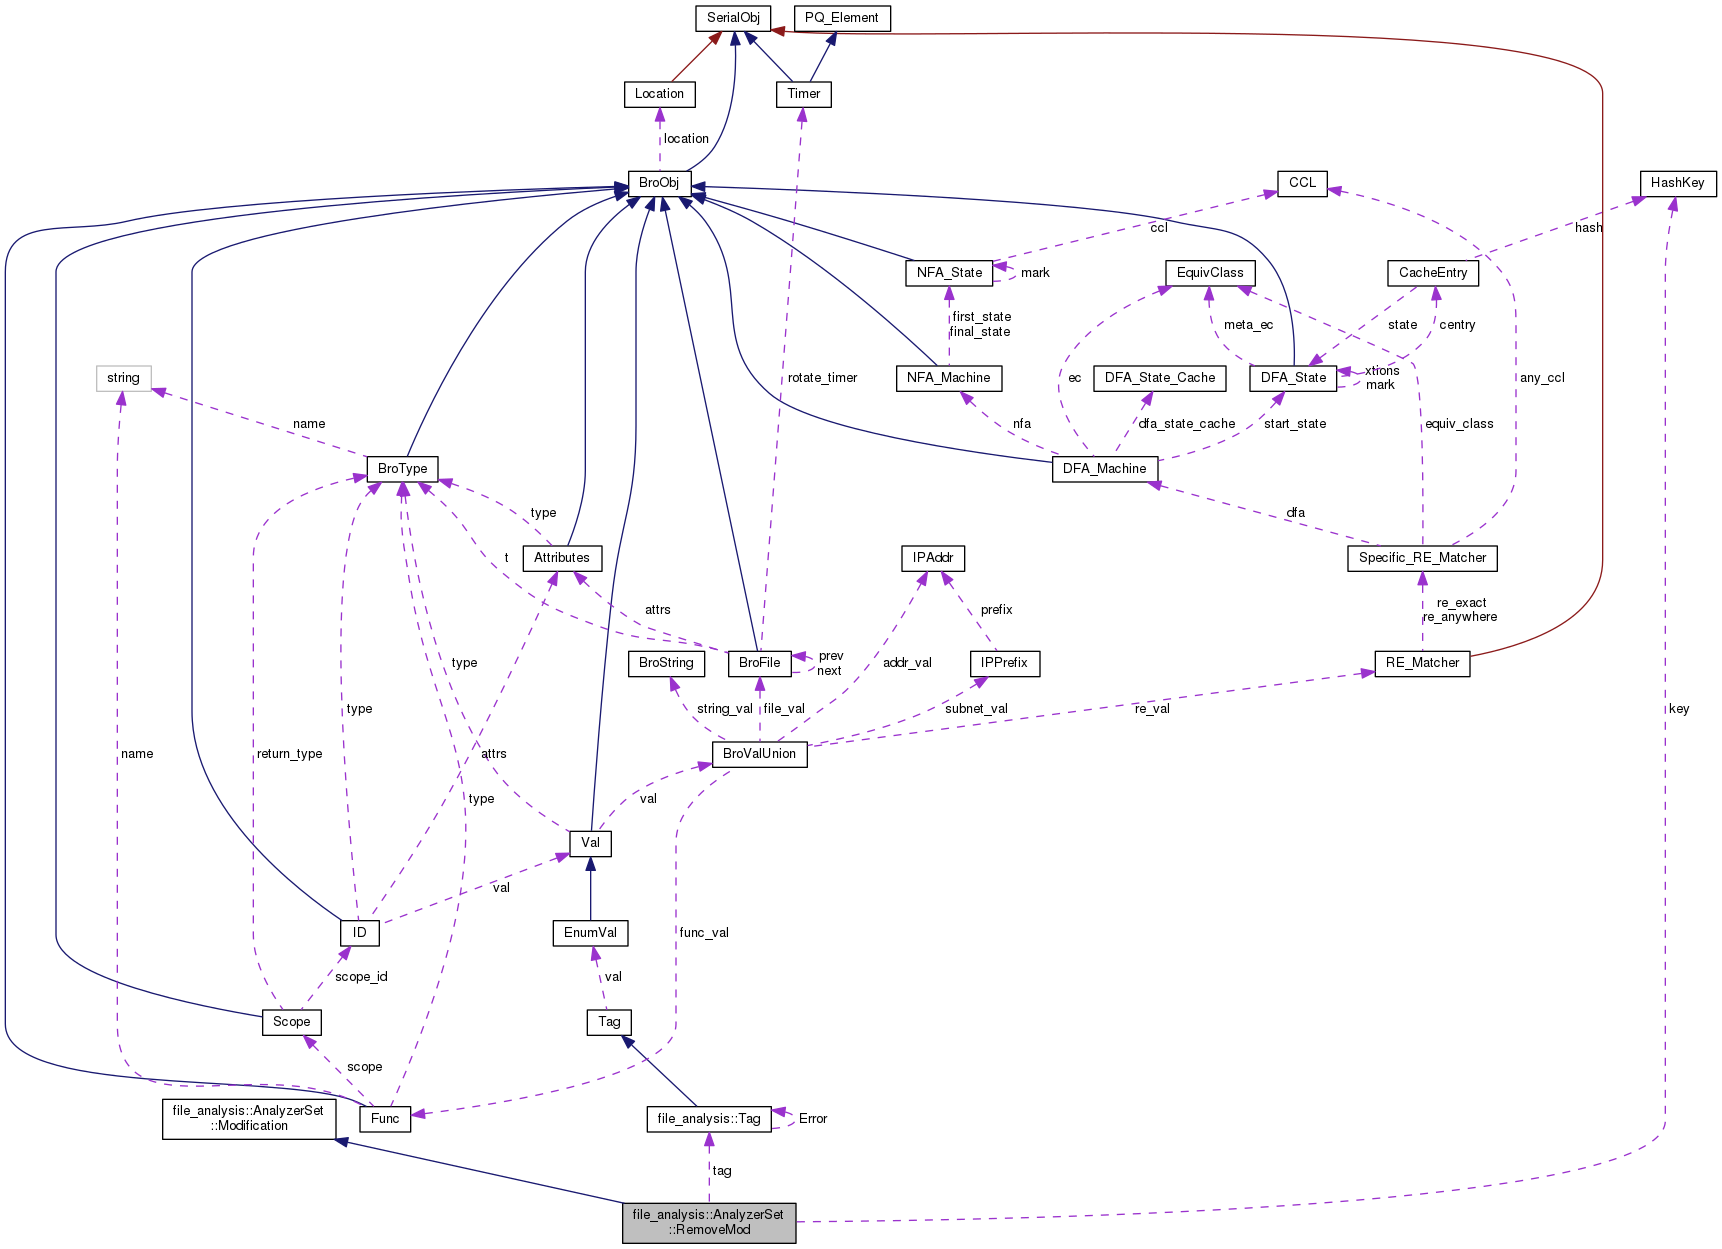 SerialObj
PQ_Element
Location
Timer
location
BroObj
CCL
HashKey
ccl
hash
NFA_State
mark
EquivClass
CacheEntry
first_state
final_state
meta_ec
state
centry
string
rotate_timer
NFA_Machine
ec
DFA_State_Cache
DFA_State
xtions
mark
any_ccl
name
nfa
dfa_state_cache
start_state
equiv_class
BroType
DFA_Machine
type
dfa
t
Attributes
IPAddr
Specific_RE_Matcher
attrs
prefix
re_exact
re_anywhere
type
BroString
BroFile
prev
next
addr_val
IPPrefix
RE_Matcher
type
string_val
file_val
subnet_val
re_val
key
name
return_type
attrs
BroValUnion
type
val
Val
val
ID
EnumVal
func_val
scope_id
val
Scope
Tag
scope
file_analysis::AnalyzerSet
::Modification
Func
file_analysis::Tag
Error
tag
file_analysis::AnalyzerSet
::RemoveMod